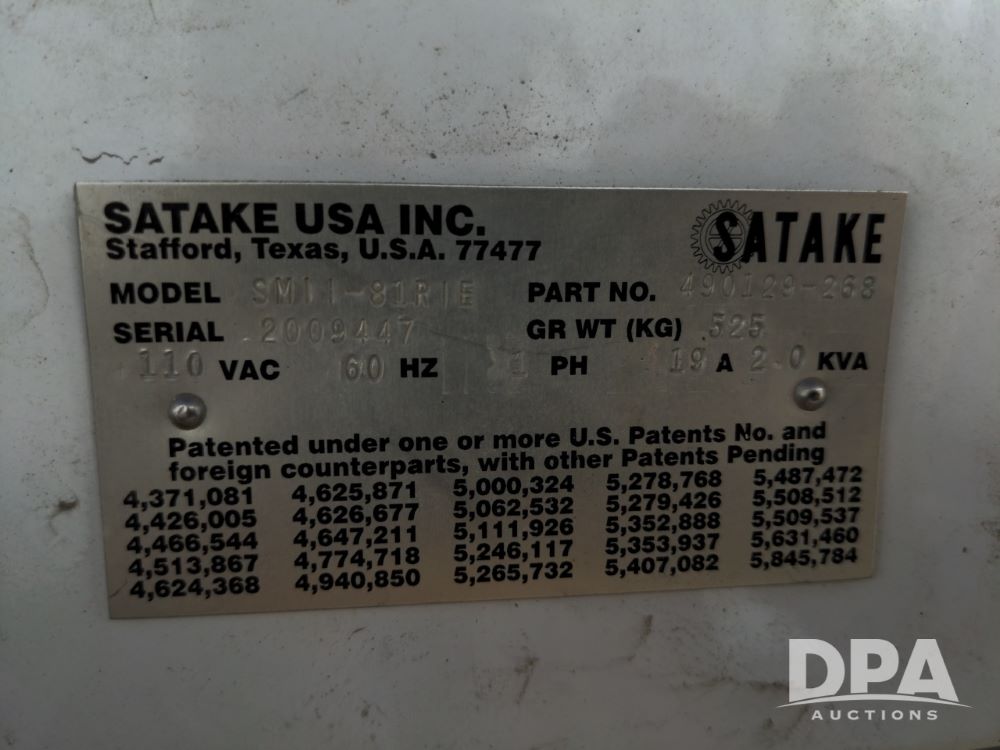 SATAKE USA INC.
Stafford, Texas, U.S.A. 77477
SATAKE
MODEL SMII-81RIE PART NO. 490129-268
SERIAL 2009447 GR WT (KG) 525
110 VAC 60 HZ 1 PH 19 A 2.0 KVA
Patented under one or more U.S. Patents No. and
foreign counterparts, with other Patents Pending
4,371,081 4,625,871 5,000,324 5,278,768 5,487,472
4,426,005 4,626,677 5,062,532 5,279,426 5,508,512
4,466,544 4,647,211 5,111,926 5,352,888 5,509,537
4,513,867 4,774,718 5,246,117 5,353,937 5,631,460
4,624,368 4,940,850 5,265,732 5,407,082 5,845,784
DPA
AUCTIONS